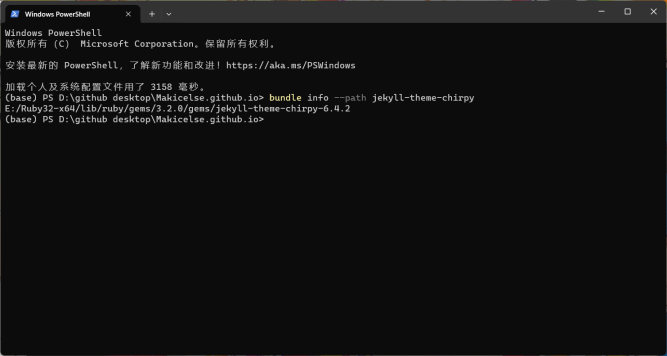 Windows PowerShell
Windows PowerShell
版权所有 (C)  Microsoft Corporation。保留所有权利。
安装最新的 PowerShell，了解新功能和改进！https://aka.ms/PSWindows
加载个人及系统配置文件用了 3158 毫秒。
(base) PS D:\github desktop\Makicelse.github.io> bundle info --path jekyll-theme-chirpy
E:/Ruby32-x64/lib/ruby/gems/3.2.0/gems/jekyll-theme-chirpy-6.4.2
(base) PS D:\github desktop\Makicelse.github.io>